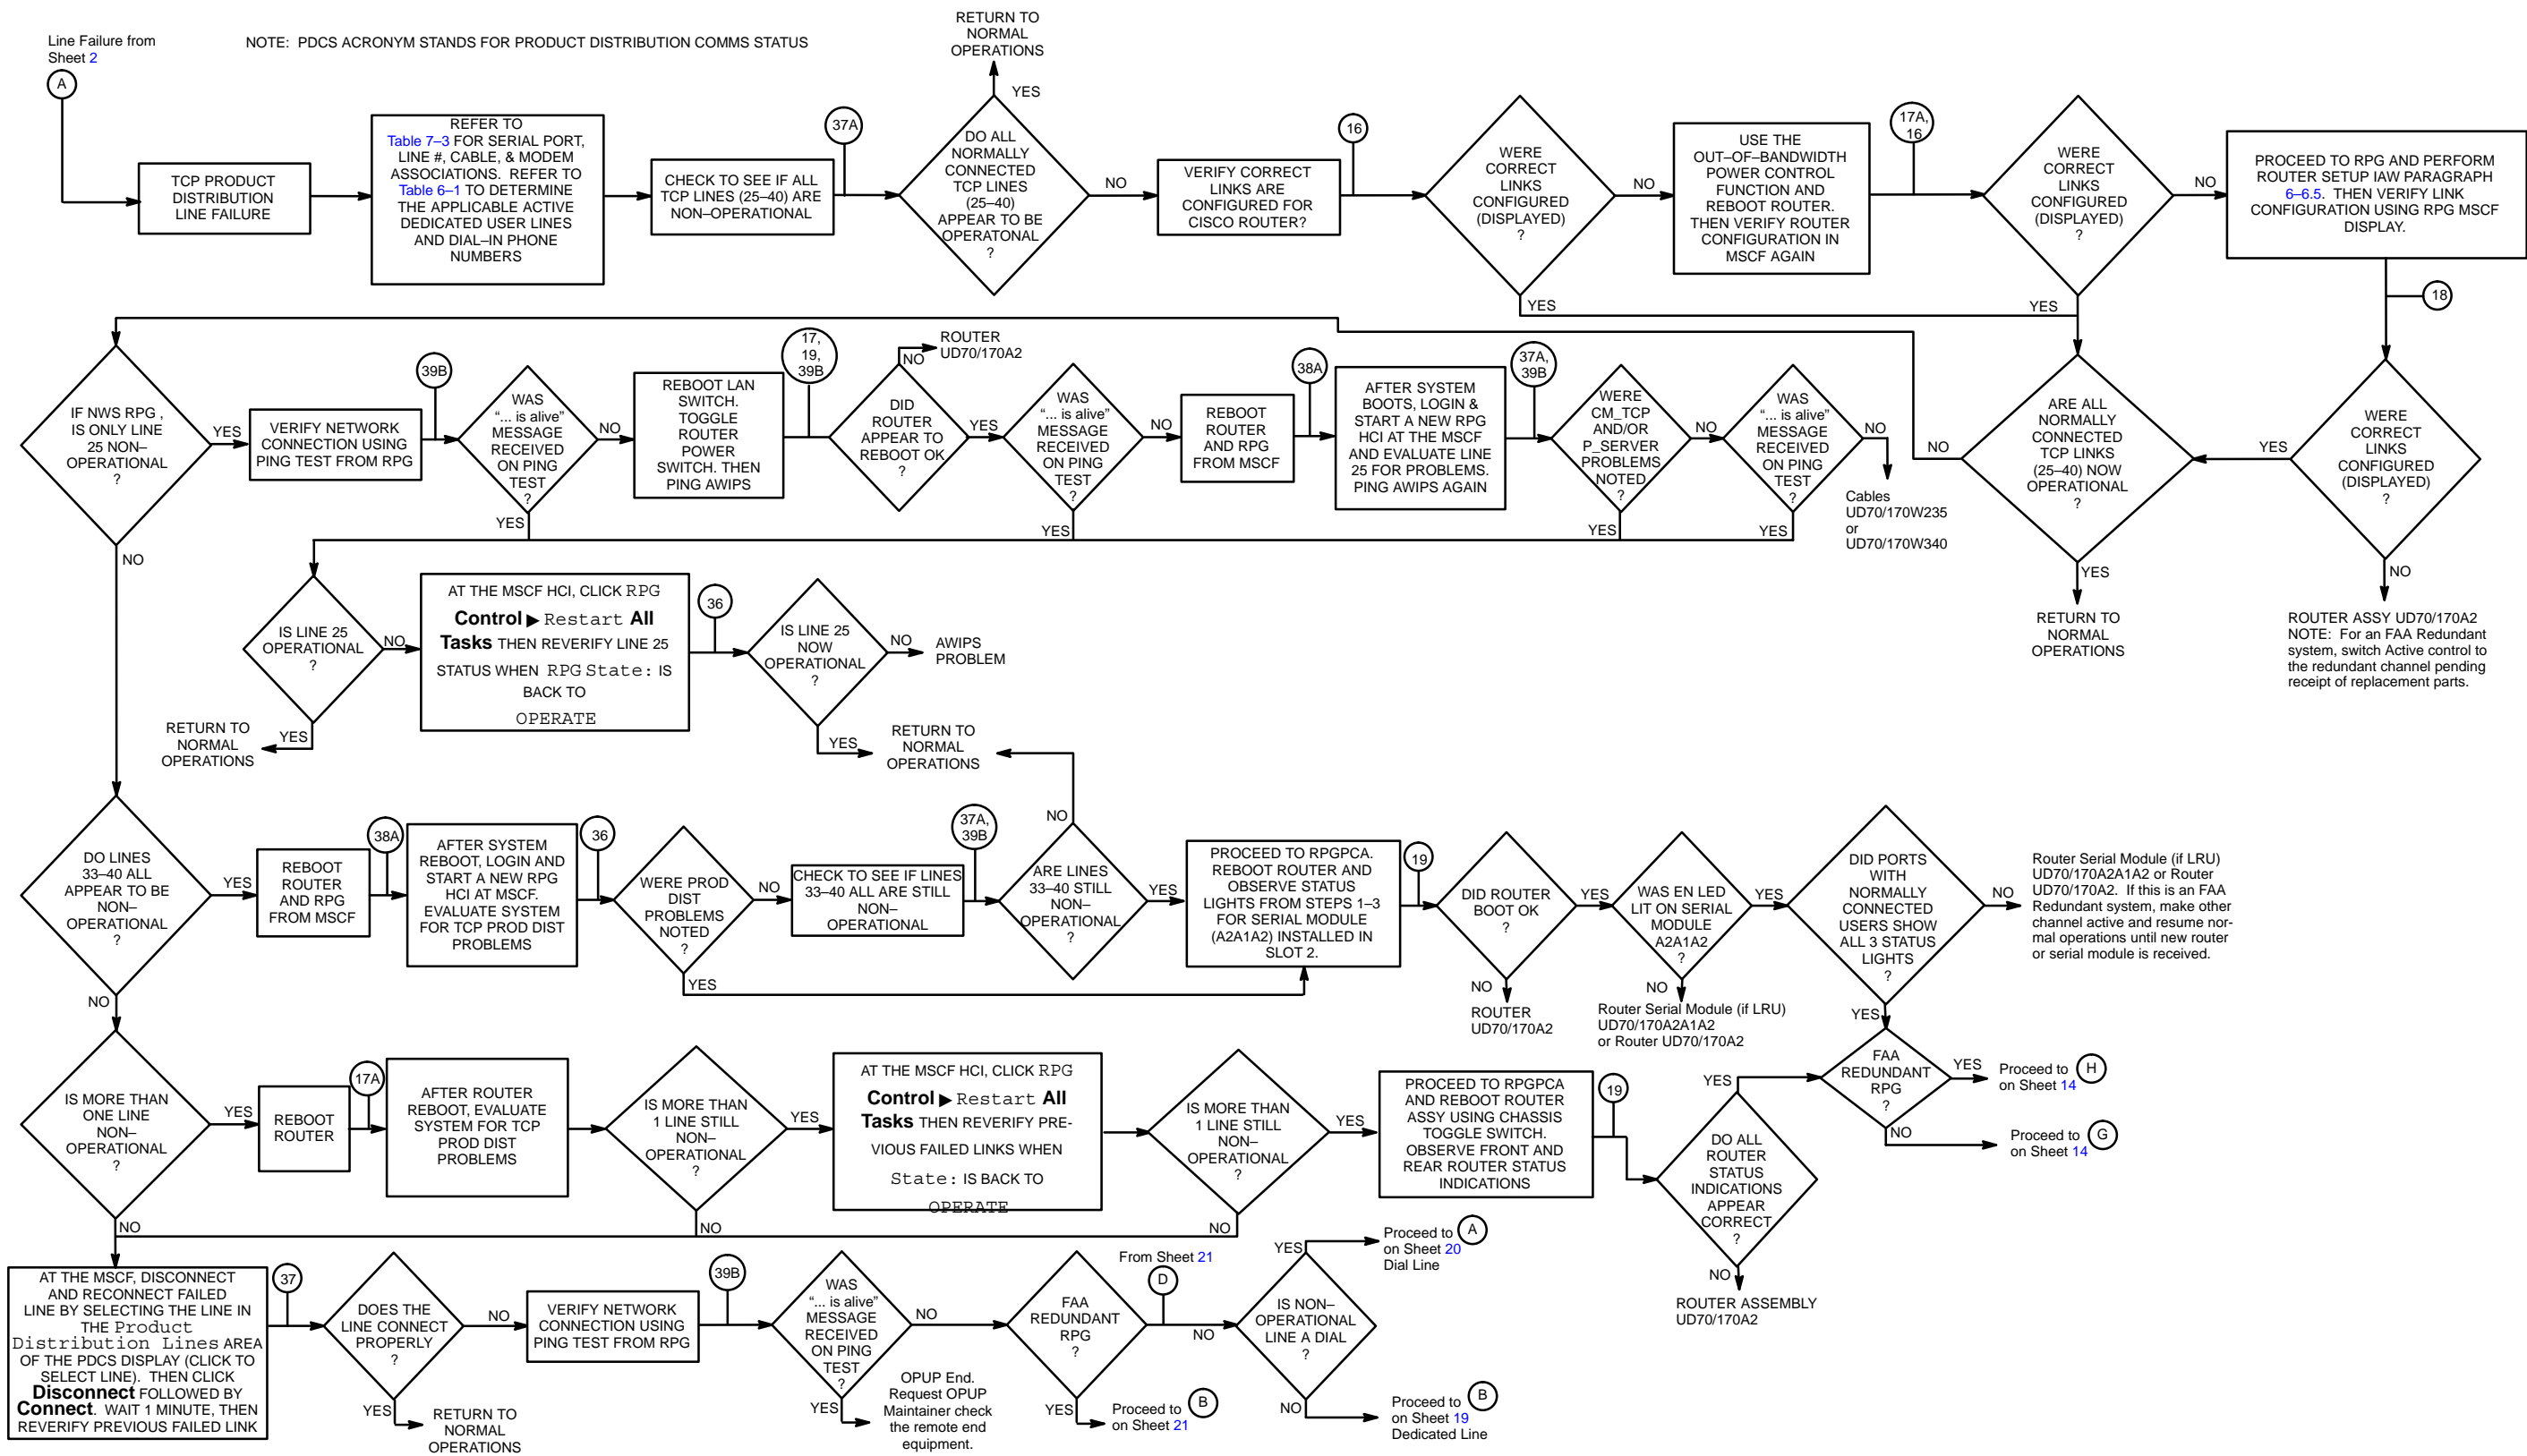 Line Failure from
Sheet 2
A
NOTE: PDCS ACRONYM STANDS FOR PRODUCT DISTRIBUTION COMMS STATUS
TCP PRODUCT
DISTRIBUTION
LINE FAILURE
REFER TO
Table 7–3 FOR SERIAL PORT,
LINE #, CABLE, & MODEM
ASSOCIATIONS. REFER TO
Table 6–1 TO DETERMINE
THE APPLICABLE ACTIVE
DEDICATED USER LINES
AND DIAL–IN PHONE
NUMBERS
CHECK TO SEE IF ALL
TCP LINES (25–40) ARE
NON–OPERATIONAL
37A
RETURN TO
NORMAL
OPERATIONS
YES
DO ALL
NORMALLY
CONNECTED
TCP LINES
(25–40)
APPEAR TO BE
OPERATONAL
?
NO
VERIFY CORRECT
LINKS ARE
CONFIGURED FOR
CISCO ROUTER?
16
WERE
CORRECT
LINKS
CONFIGURED
(DISPLAYED)
?
NO
YES
USE THE
OUT–OF–BANDWIDTH
POWER CONTROL
FUNCTION AND
REBOOT ROUTER.
THEN VERIFY ROUTER
CONFIGURATION IN
MSCF AGAIN
17A,
16
WERE
CORRECT
LINKS
CONFIGURED
(DISPLAYED)
?
NO
YES
PROCEED TO RPG AND PERFORM
ROUTER SETUP IAW PARAGRAPH
6–6.5. THEN VERIFY LINK
CONFIGURATION USING RPG MSCF
DISPLAY.
18
IF NWS RPG ,
IS ONLY LINE
25 NON–
OPERATIONAL
?
YES
NO
VERIFY NETWORK
CONNECTION USING
PING TEST FROM RPG
39B
WAS
“... is alive”
MESSAGE
RECEIVED
ON PING
TEST
?
NO
YES
REBOOT LAN
SWITCH.
TOGGLE
ROUTER
POWER
SWITCH. THEN
PING AWIPS
17,
19,
39B
DID
ROUTER
APPEAR TO
REBOOT OK
?
NO
ROUTER
UD70/170A2
YES
WAS
“... is alive”
MESSAGE
RECEIVED
ON PING
TEST
?
NO
YES
REBOOT
ROUTER
AND RPG
FROM MSCF
38A
AFTER SYSTEM
BOOTS, LOGIN &
START A NEW RPG
HCI AT THE MSCF
AND EVALUATE LINE
25 FOR PROBLEMS.
PING AWIPS AGAIN
37A,
39B
WERE
CM_TCP
AND/OR
P_SERVER
PROBLEMS
NOTED
?
NO
YES
WAS
“... is alive”
MESSAGE
RECEIVED
ON PING
TEST
?
NO
YES
Cables
UD70/170W235
or
UD70/170W340
NO
ARE ALL
NORMALLY
CONNECTED
TCP LINKS
(25–40) NOW
OPERATIONAL
?
YES
RETURN TO
NORMAL
OPERATIONS
YES
WERE
CORRECT
LINKS
CONFIGURED
(DISPLAYED)
?
NO
ROUTER ASSY UD70/170A2
NOTE: For an FAA Redundant
system, switch Active control to
the redundant channel pending
receipt of replacement parts.
IS LINE 25
OPERATIONAL
?
NO
YES
RETURN TO
NORMAL
OPERATIONS
AT THE MSCF HCI, CLICK RPG
Control ▶ Restart All
Tasks THEN REVERIFY LINE 25
STATUS WHEN RPG State: IS
BACK TO
OPERATE
36
IS LINE 25
NOW
OPERATIONAL
?
NO
AWIPS
PROBLEM
YES
RETURN TO
NORMAL
OPERATIONS
DO LINES
33–40 ALL
APPEAR TO BE
NON–
OPERATIONAL
?
YES
NO
REBOOT
ROUTER
AND RPG
FROM MSCF
38A
AFTER SYSTEM
REBOOT, LOGIN AND
START A NEW RPG
HCI AT MSCF.
EVALUATE SYSTEM
FOR TCP PROD DIST
PROBLEMS
36
WERE PROD
DIST
PROBLEMS
NOTED
?
NO
YES
CHECK TO SEE IF LINES
33–40 ALL ARE STILL
NON–
OPERATIONAL
37A,
39B
NO
ARE LINES
33–40 STILL
NON–
OPERATIONAL
?
YES
PROCEED TO RPGPCA.
REBOOT ROUTER AND
OBSERVE STATUS
LIGHTS FROM STEPS 1–3
FOR SERIAL MODULE
(A2A1A2) INSTALLED IN
SLOT 2.
19
DID ROUTER
BOOT OK
?
YES
NO
ROUTER
UD70/170A2
WAS EN LED
LIT ON SERIAL
MODULE
A2A1A2
?
YES
NO
Router Serial Module (if LRU)
UD70/170A2A1A2
or Router UD70/170A2
DID PORTS
WITH
NORMALLY
CONNECTED
USERS SHOW
ALL 3 STATUS
LIGHTS
?
NO
Router Serial Module (if LRU)
UD70/170A2A1A2 or Router
UD70/170A2. If this is an FAA
Redundant system, make other
channel active and resume nor-
mal operations until new router
or serial module is received.
YES
FAA
REDUNDANT
RPG
?
YES
Proceed to H
on Sheet 14
NO
Proceed to G
on Sheet 14
IS MORE THAN
ONE LINE
NON–
OPERATIONAL
?
YES
NO
REBOOT
ROUTER
17A
AFTER ROUTER
REBOOT, EVALUATE
SYSTEM FOR TCP
PROD DIST
PROBLEMS
IS MORE THAN
1 LINE STILL
NON–
OPERATIONAL
?
YES
NO
AT THE MSCF HCI, CLICK RPG
Control ▶ Restart All
Tasks THEN REVERIFY PRE-
VIOUS FAILED LINKS WHEN
State: IS BACK TO
OPERATE
IS MORE THAN
1 LINE STILL
NON–
OPERATIONAL
?
YES
NO
PROCEED TO RPGPCA
AND REBOOT ROUTER
ASSY USING CHASSIS
TOGGLE SWITCH.
OBSERVE FRONT AND
REAR ROUTER STATUS
INDICATIONS
19
YES
DO ALL
ROUTER
STATUS
INDICATIONS
APPEAR
CORRECT
?
NO
ROUTER ASSEMBLY
UD70/170A2
AT THE MSCF, DISCONNECT
AND RECONNECT FAILED
LINE BY SELECTING THE LINE IN
THE Product
Distribution Lines AREA
OF THE PDCS DISPLAY (CLICK TO
SELECT LINE). THEN CLICK
Disconnect FOLLOWED BY
Connect. WAIT 1 MINUTE, THEN
REVERIFY PREVIOUS FAILED LINK
37
DOES THE
LINE CONNECT
PROPERLY
?
NO
YES
RETURN TO
NORMAL
OPERATIONS
VERIFY NETWORK
CONNECTION USING
PING TEST FROM RPG
39B
WAS
“... is alive”
MESSAGE
RECEIVED
ON PING
TEST
?
NO
YES
OPUP End.
Request OPUP
Maintainer check
the remote end
equipment.
FAA
REDUNDANT
RPG
?
YES
Proceed to B
on Sheet 21
From Sheet 21
D
NO
IS NON–
OPERATIONAL
LINE A DIAL
?
YES
Proceed to A
on Sheet 20
Dial Line
NO
Proceed to B
on Sheet 19
Dedicated Line